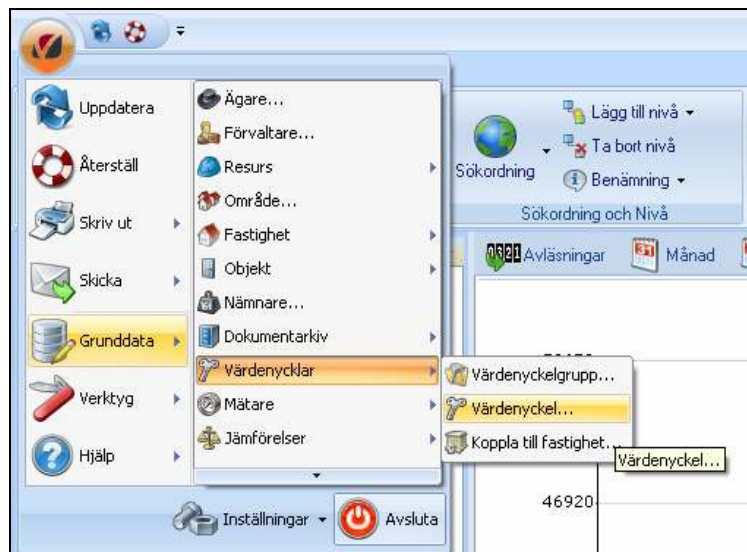 Uppdatera
Återställ
Skriv ut
Skicka
Grunddata
Verktyg
Hjälp
Ägare...
Förvaltare...
Resurs
Område...
Fastighet
Objekt
Nämnare...
Dokumentarkiv
Värdenycklar
Mätare
Jämförelser
Värdenyckelgrupp...
Värdenyckel...
Koppla till fastighet...
Värdenyckel...
Inställningar
Avsluta
Sökordning
Lägg till nivå
Ta bort nivå
Benämning
Sökordning och Nivå
Avläsningar
Månad
46920